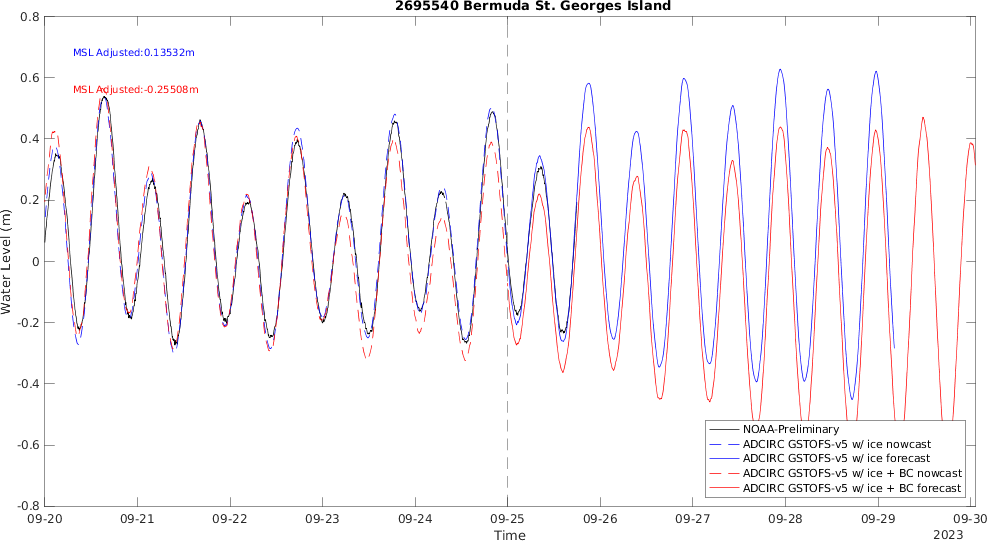 2695540 Bermuda St. Georges Island
0.8
MSL Adjusted:0.13532m
0.6
MSL Adjusted:-0.25508m
0.4
0.2
Water Level (m)
0
-0.2
-0.4
NOAA-Preliminary
ADCIRC GSTOFS-v5 w/ ice nowcast
-0.6
ADCIRC GSTOFS-v5 w/ ice forecast
ADCIRC GSTOFS-v5 w/ ice + BC nowcast
ADCIRC GSTOFS-v5 w/ ice + BC forecast
-0.8
09-20 09-21 09-22 09-23 09-24 09-25 09-26 09-27 09-28 09-29 09-30
Time
2023